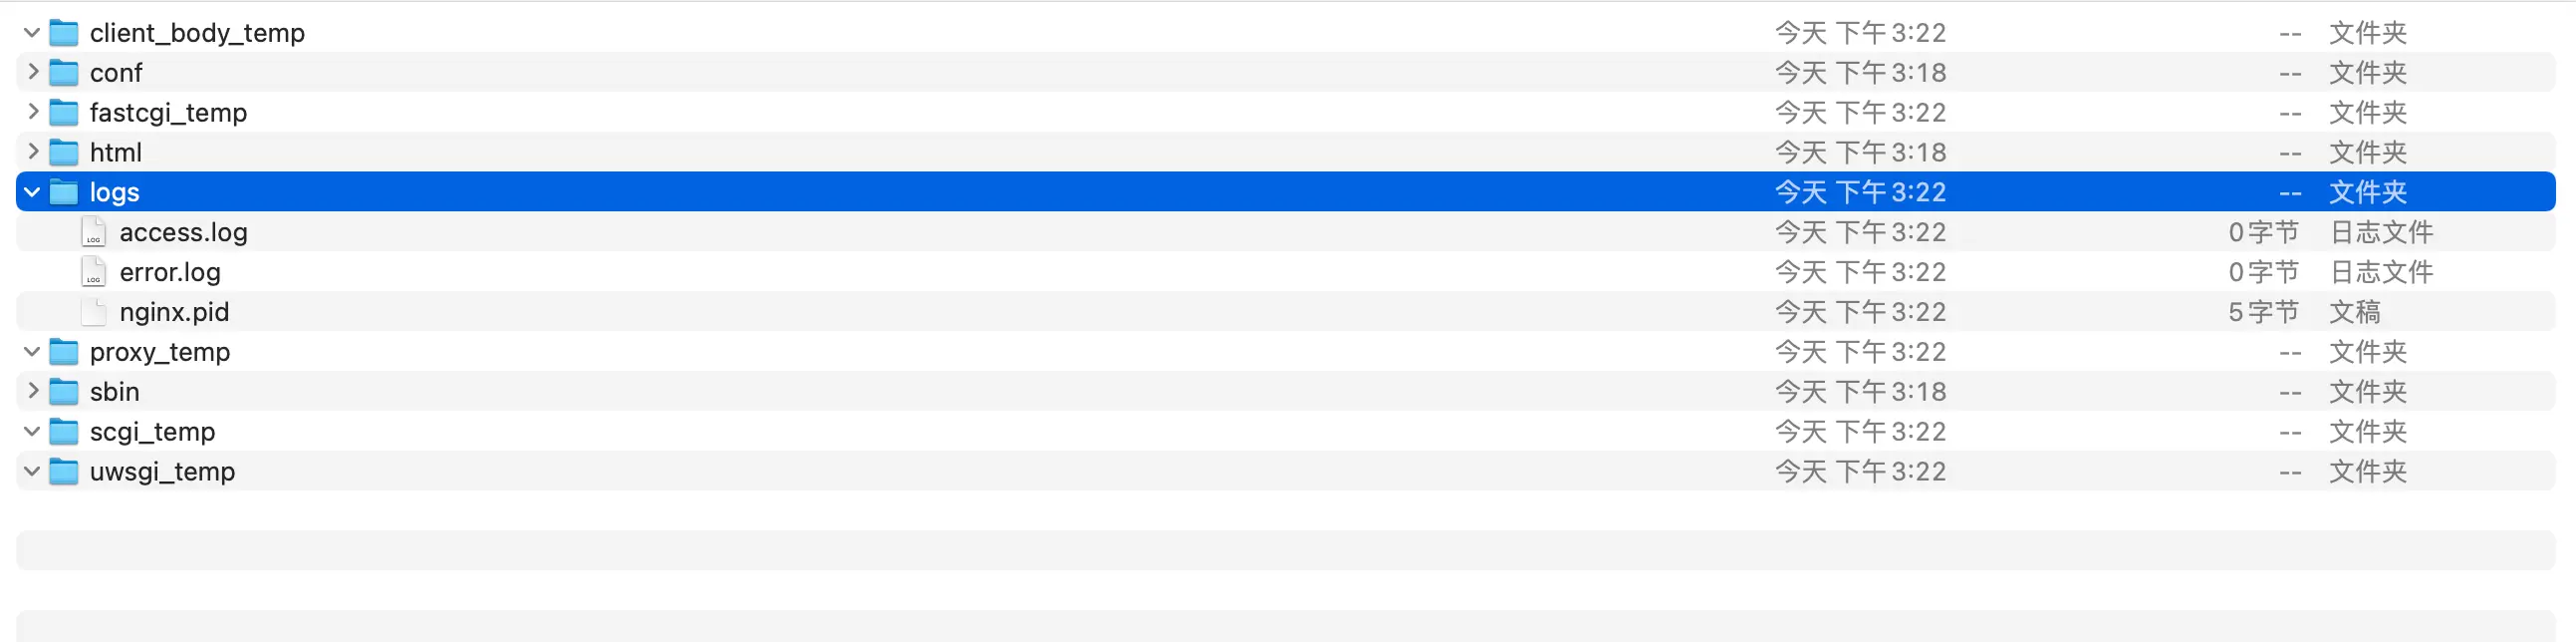 client_body_temp 今天 下午3:22 -- 文件夹
conf 今天 下午3:18 -- 文件夹
fastcgi_temp 今天 下午3:22 -- 文件夹
html 今天 下午3:18 -- 文件夹
logs 今天 下午3:22 -- 文件夹
access.log 今天 下午3:22 0字节 日志文件
error.log 今天 下午3:22 0字节 日志文件
nginx.pid 今天 下午3:22 5字节 文稿
proxy_temp 今天 下午3:22 -- 文件夹
sbin 今天 下午3:18 -- 文件夹
scgi_temp 今天 下午3:22 -- 文件夹
uwsgi_temp 今天 下午3:22 -- 文件夹